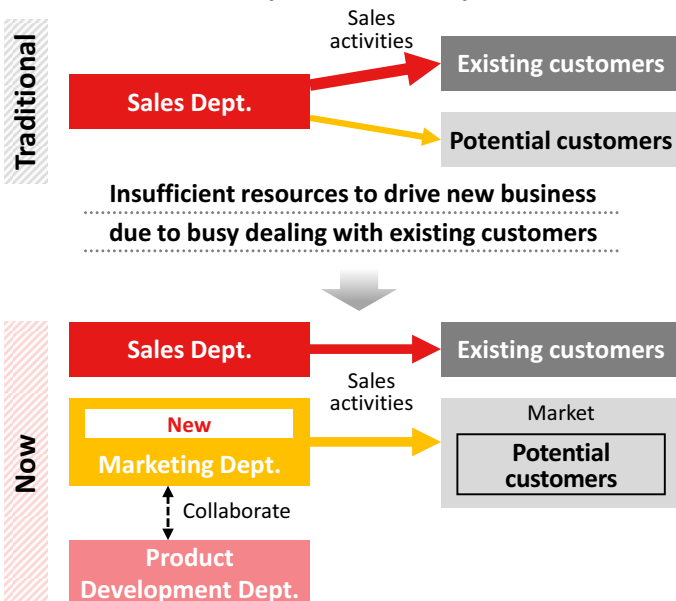 Traditional
Sales
activities
Sales Dept.
Existing customers
Potential customers
Insufficient resources to drive new business
due to busy dealing with existing customers
Now
Sales Dept.
Existing customers
Sales
activities
New
Marketing Dept.
Market
Potential
customers
Collaborate
Product
Development Dept.